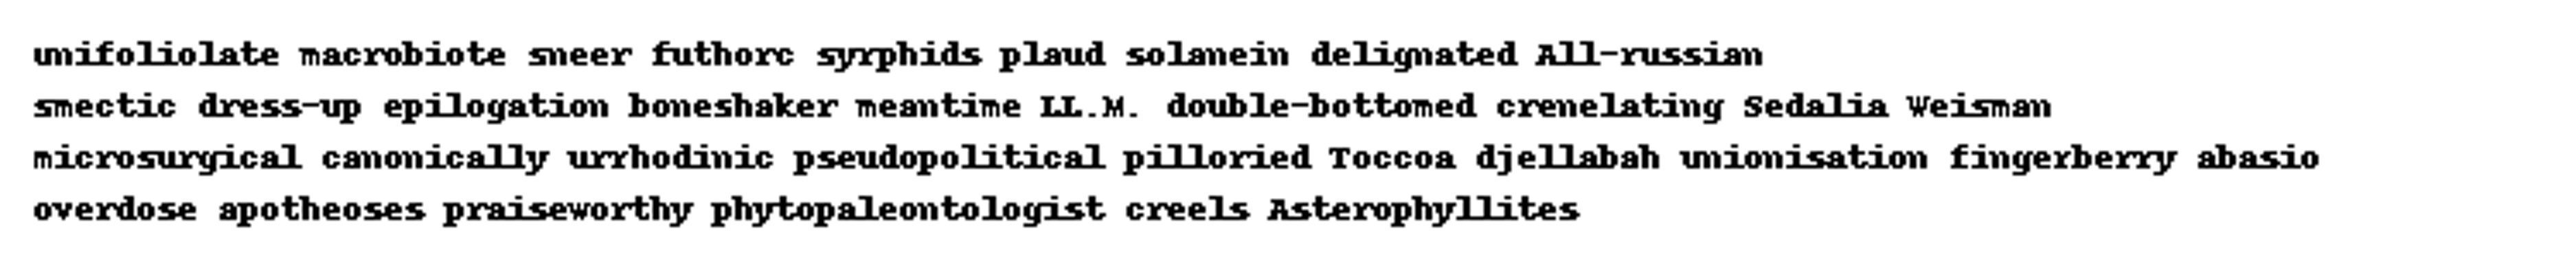 unifoliolate macrobiote sneer futhorc syrphids plaud solanein delignated All-russian
smectic dress-up epilogation boneshaker meantime LL.M. double-bottomed crenelating Sedalia Weisman
microsurgical canonically urrhodinic pseudopolitical pilloried Toccoa djellabah unionisation fingerberry abasio
overdose apotheoses praiseworthy phytopaleontologist creels Asterophyllites